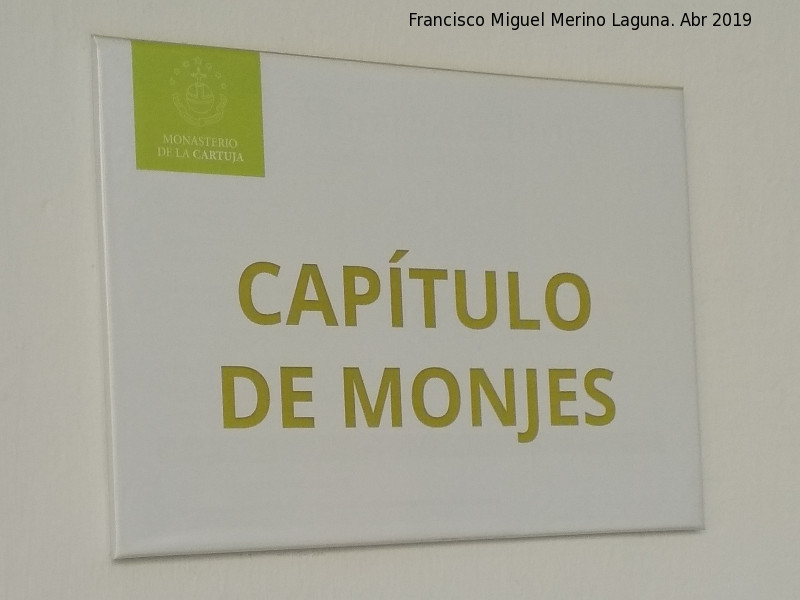 Francisco Miguel Merino Laguna. Abr 2019
MONASTERIO
DE LA CARTUJA
CAPÍTULO
DE MONJES